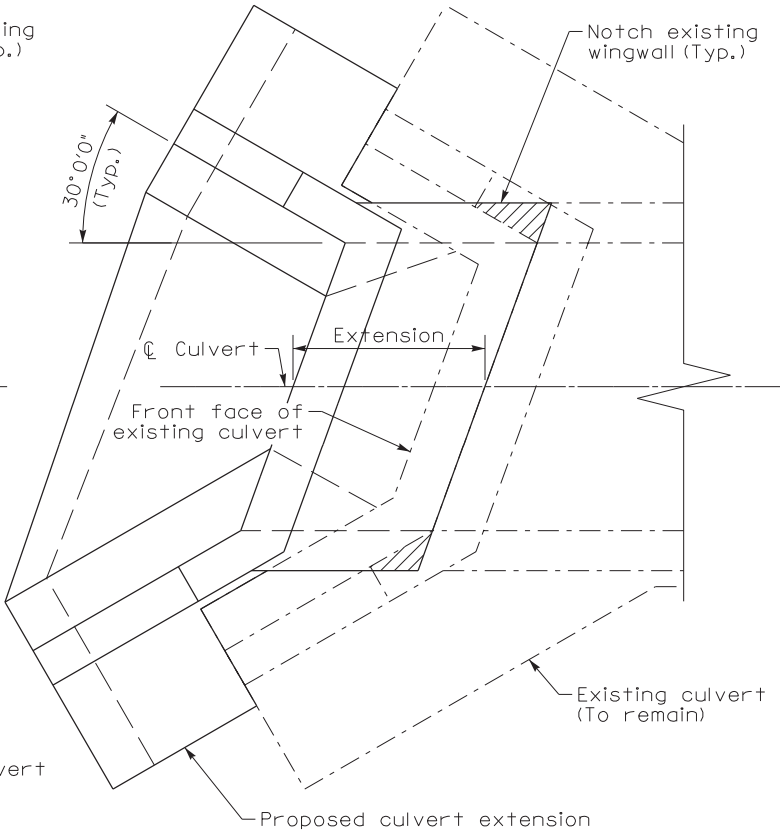 Notch existing
wingwall (Typ.)
30°0'0"
(Typ.)
Extension
℄ Culvert
Front face of
existing culvert
Existing culvert
(To remain)
Proposed culvert extension